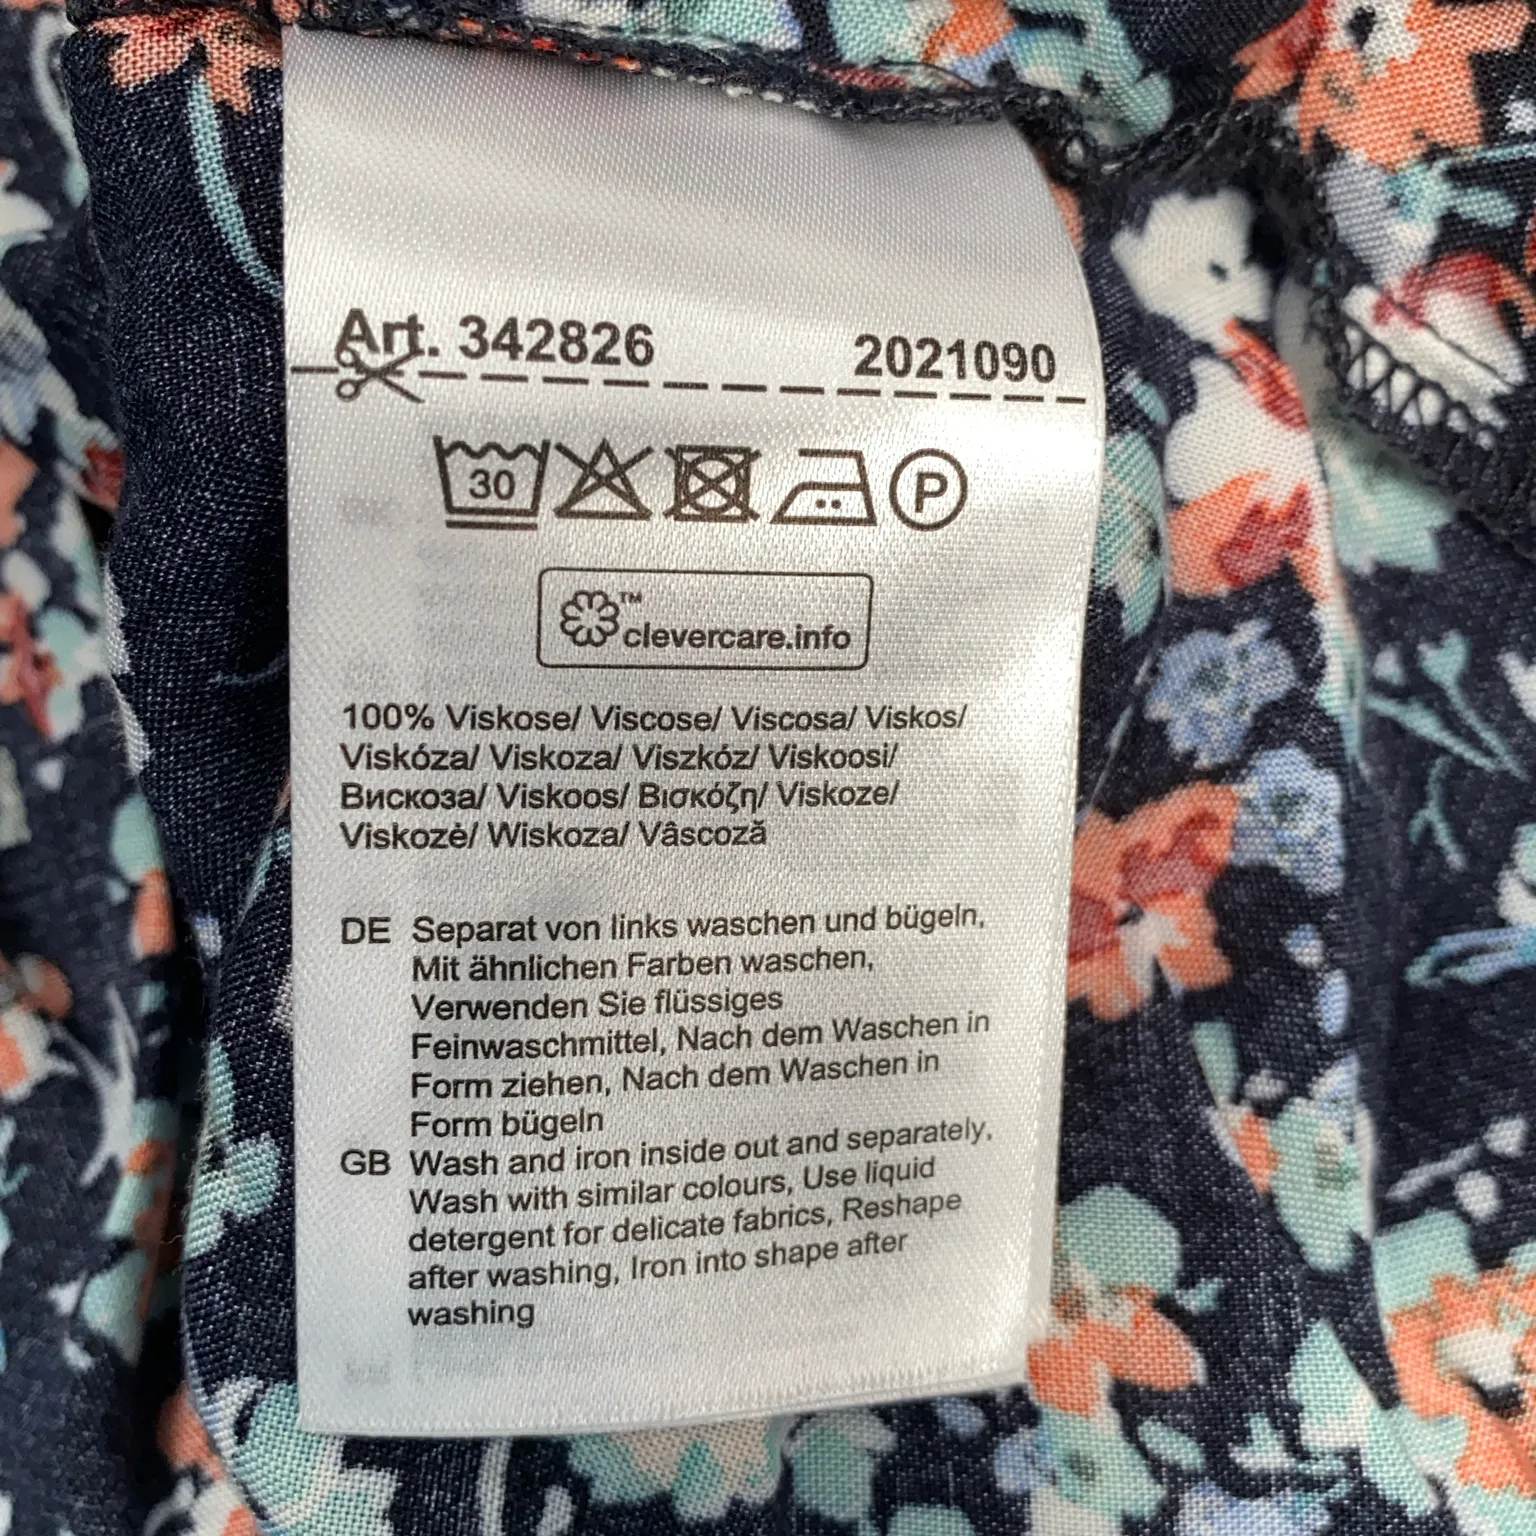 Art. 342826 2021090
30 P
™
clevercare.info
100% Viskose/ Viscose/ Viscosa/ Viskos/
Viskóza/ Viskoza/ Viszkóz/ Viskoosi/
Вискоза/ Viskoos/ Βισκόζη/ Viskoze/
Viskozė/ Wiskoza/ Vâscoză
DE Separat von links waschen und bügeln,
Mit ähnlichen Farben waschen,
Verwenden Sie flüssiges
Feinwaschmittel, Nach dem Waschen in
Form ziehen, Nach dem Waschen in
Form bügeln
GB Wash and iron inside out and separately,
Wash with similar colours, Use liquid
detergent for delicate fabrics, Reshape
after washing, Iron into shape after
washing